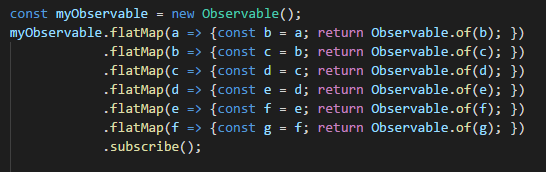 const myObservable = new Observable();
myObservable.flatMap(a => {const b = a; return Observable.of(b); })
.flatMap(b => {const c = b; return Observable.of(c); })
.flatMap(c => {const d = c; return Observable.of(d); })
.flatMap(d => {const e = d; return Observable.of(e); })
.flatMap(e => {const f = e; return Observable.of(f); })
.flatMap(f => {const g = f; return Observable.of(g); })
.subscribe();